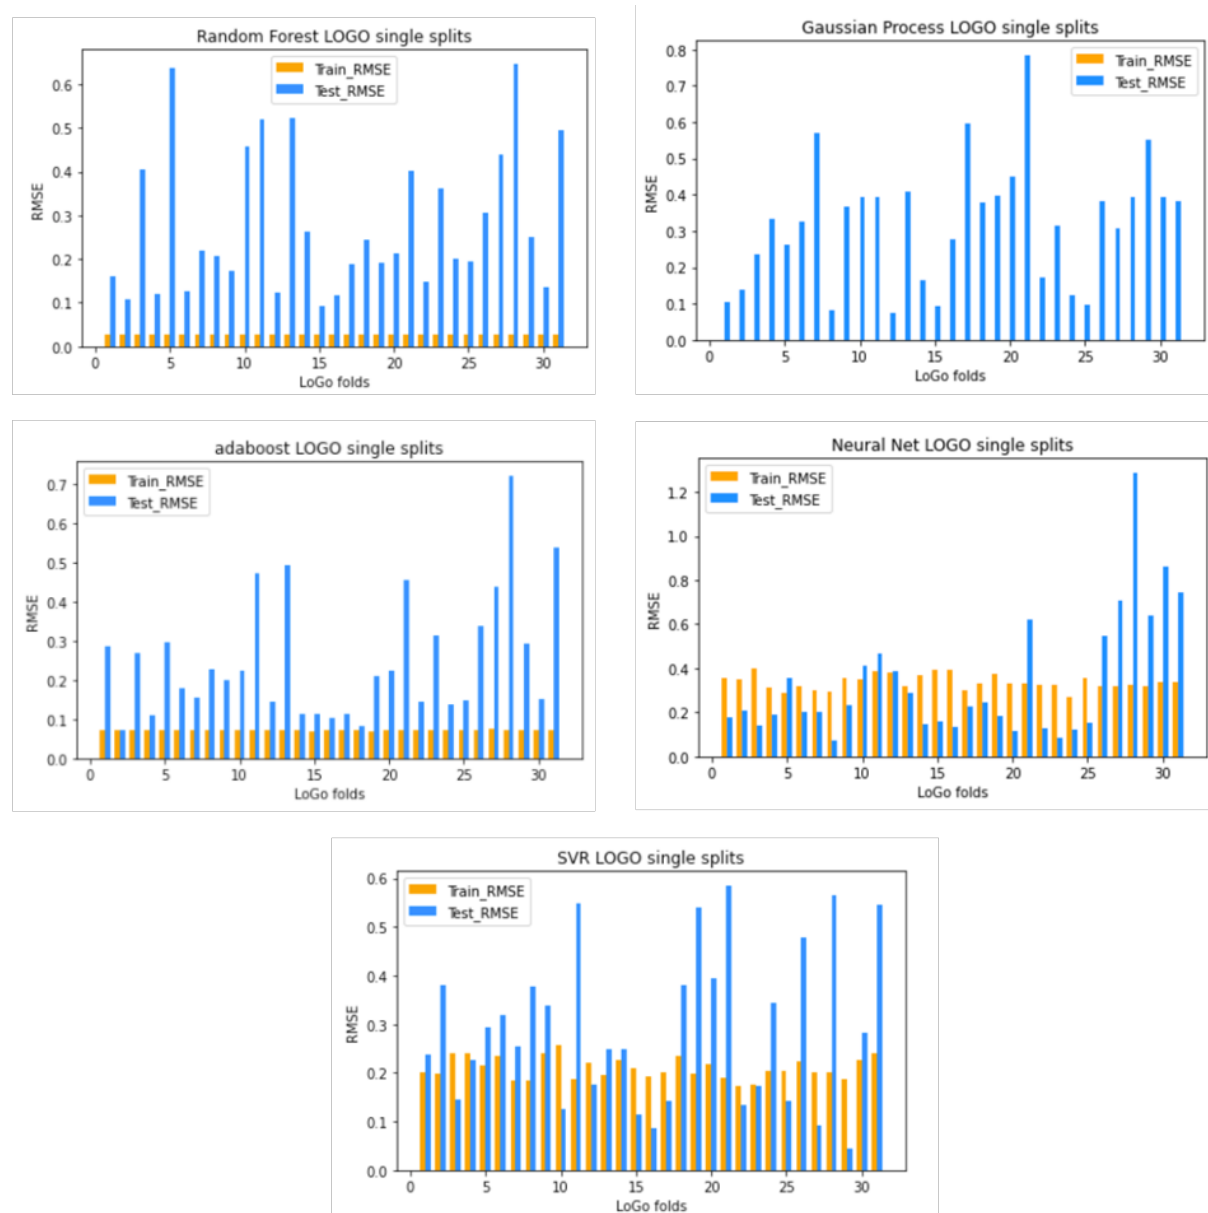 Random Forest LOGO single splits
Train_RMSE
Test_RMSE
RMSE
0.6
0.5
0.4
0.3
0.2
0.1
0.0
0 5 10 15 20 25 30
LoGo folds
Gaussian Process LOGO single splits
Train_RMSE
Test_RMSE
RMSE
0.8
0.7
0.6
0.5
0.4
0.3
0.2
0.1
0.0
0 5 10 15 20 25 30
LoGo folds
adaboost LOGO single splits
Train_RMSE
Test_RMSE
RMSE
0.7
0.6
0.5
0.4
0.3
0.2
0.1
0.0
0 5 10 15 20 25 30
LoGo folds
Neural Net LOGO single splits
Train_RMSE
Test_RMSE
RMSE
1.2
1.0
0.8
0.6
0.4
0.2
0.0
0 5 10 15 20 25 30
LoGo folds
SVR LOGO single splits
Train_RMSE
Test_RMSE
RMSE
0.6
0.5
0.4
0.3
0.2
0.1
0.0
0 5 10 15 20 25 30
LoGo folds